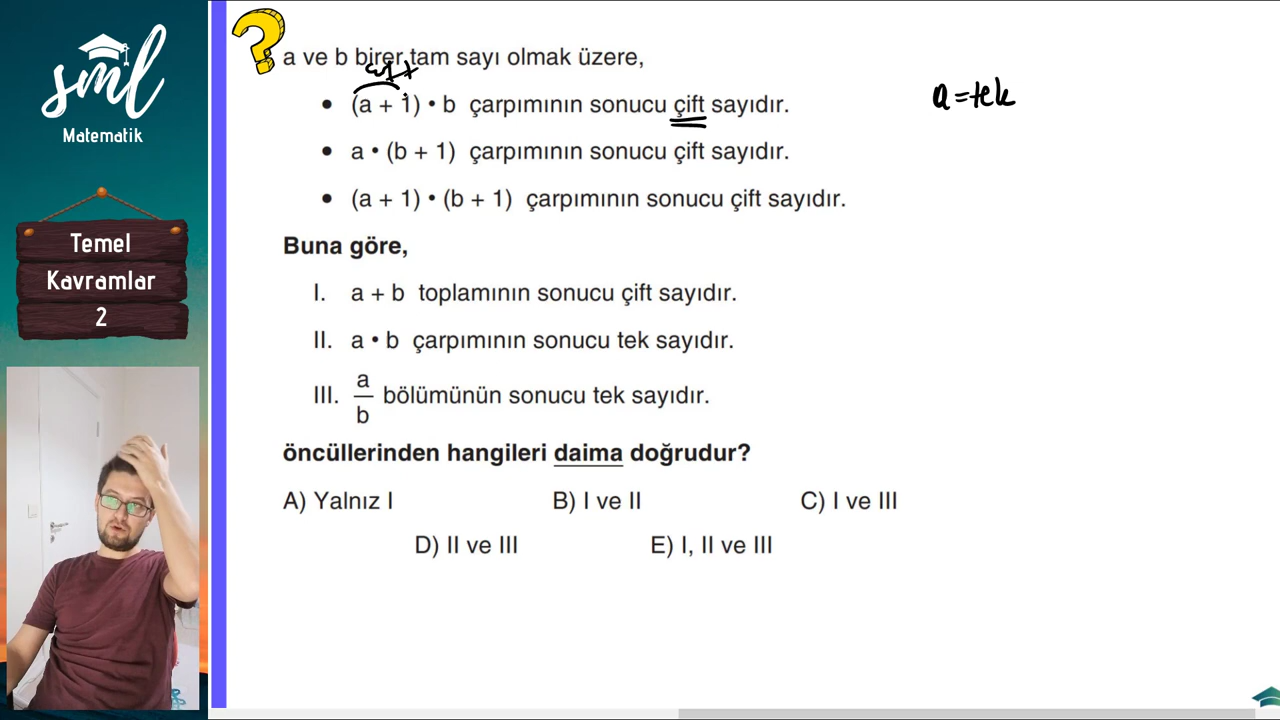 sml
Matematik
Temel
Kavramlar
2
a ve b birer tam sayı olmak üzere,
çift
• (a + 1) • b çarpımının sonucu çift sayıdır.
a = tek
• a • (b + 1) çarpımının sonucu çift sayıdır.
• (a + 1) • (b + 1) çarpımının sonucu çift sayıdır.
Buna göre,
I. a + b toplamının sonucu çift sayıdır.
II. a • b çarpımının sonucu tek sayıdır.
III. a/b bölümünün sonucu tek sayıdır.
öncüllerinden hangileri daima doğrudur?
A) Yalnız I B) I ve II C) I ve III
D) II ve III E) I, II ve III